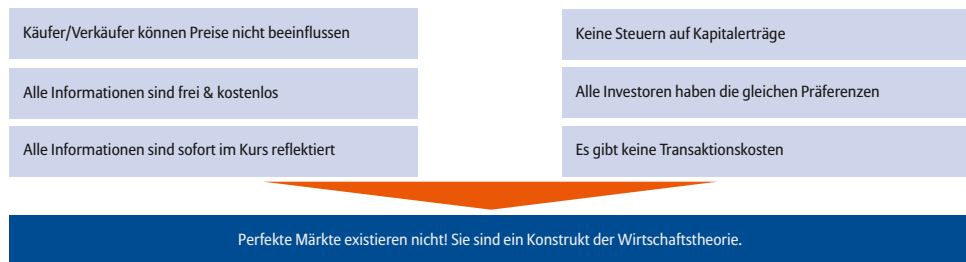 Käufer/Verkäufer können Preise nicht beeinflussen
Alle Informationen sind frei & kostenlos
Alle Informationen sind sofort im Kurs reflektiert
Keine Steuern auf Kapitalerträge
Alle Investoren haben die gleichen Präferenzen
Es gibt keine Transaktionskosten
Perfekte Märkte existieren nicht! Sie sind ein Konstrukt der Wirtschaftstheorie.